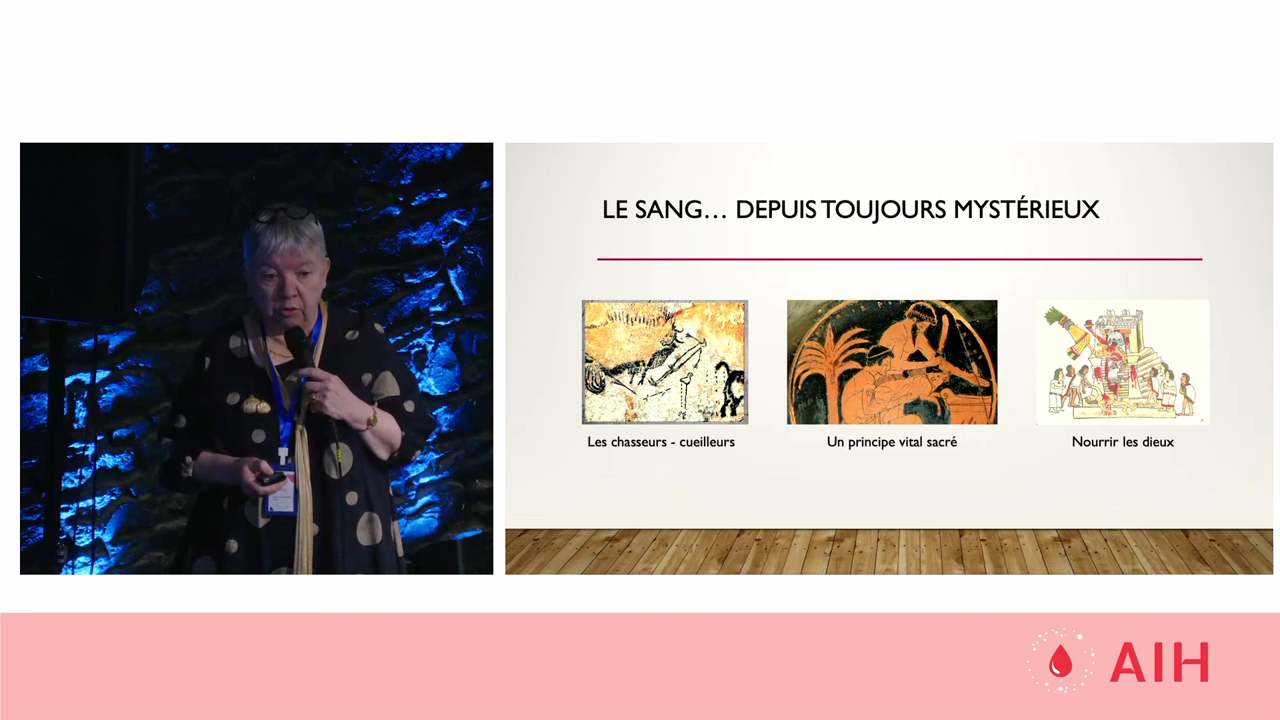 LE SANG… DEPUIS TOUJOURS MYSTÉRIEUX
Les chasseurs - cueilleurs
Un principe vital sacré
Nourrir les dieux
AIH